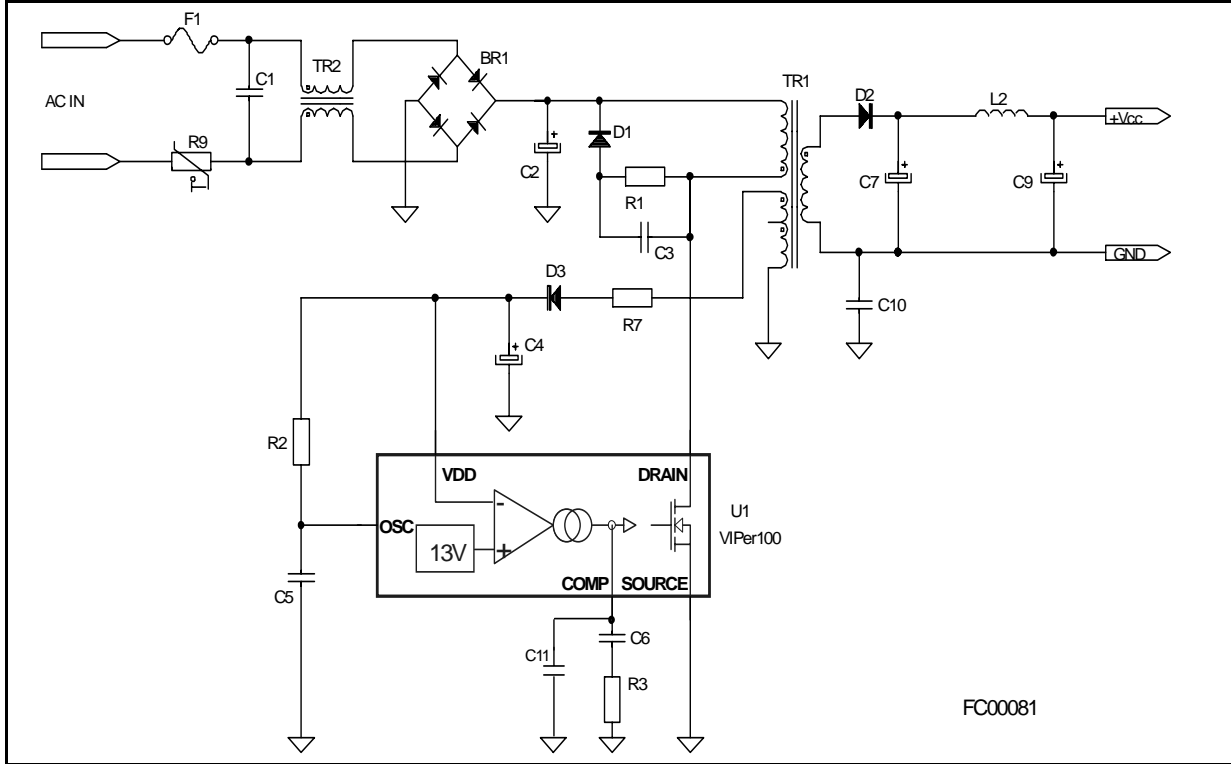 F1
TR2
BR1
TR1
C1
D2
L2
+Vcc
AC IN
D1
R9
T°
C2
+
R1
C7
+
C9
+
C3
GND
D3
R7
C10
C4
+
R2
VDD
DRAIN
-
U1
OSC
VIPer100
13V
+
COMP
SOURCE
C5
C6
C11
R3
FC00081